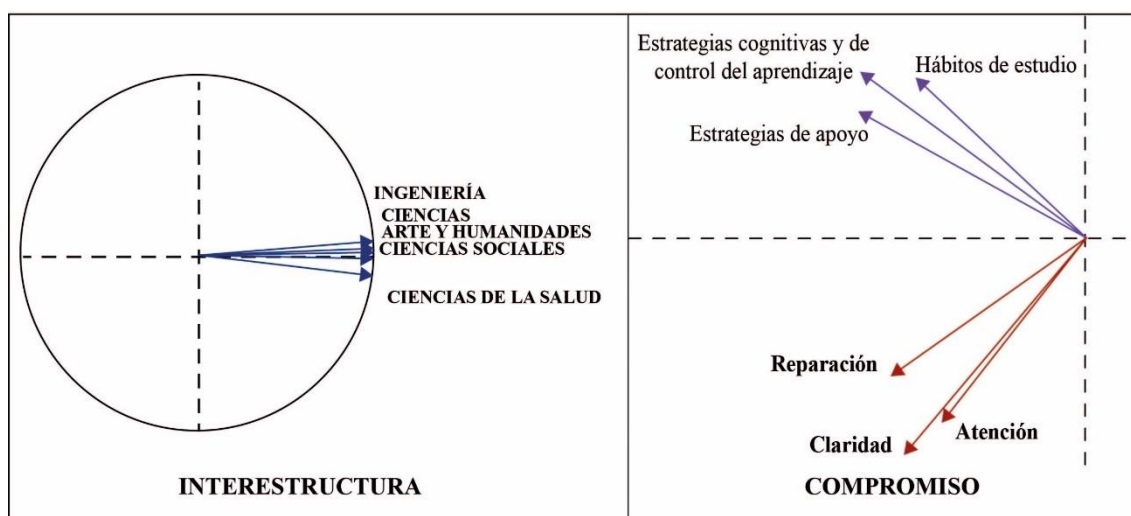 INGENIERÍA
CIENCIAS
ARTE Y HUMANIDADES
CIENCIAS SOCIALES
CIENCIAS DE LA SALUD
INTERESTRUCTURA
Estrategias cognitivas y de
control del aprendizaje
Hábitos de estudio
Estrategias de apoyo
Reparación
Atención
Claridad
COMPROMISO